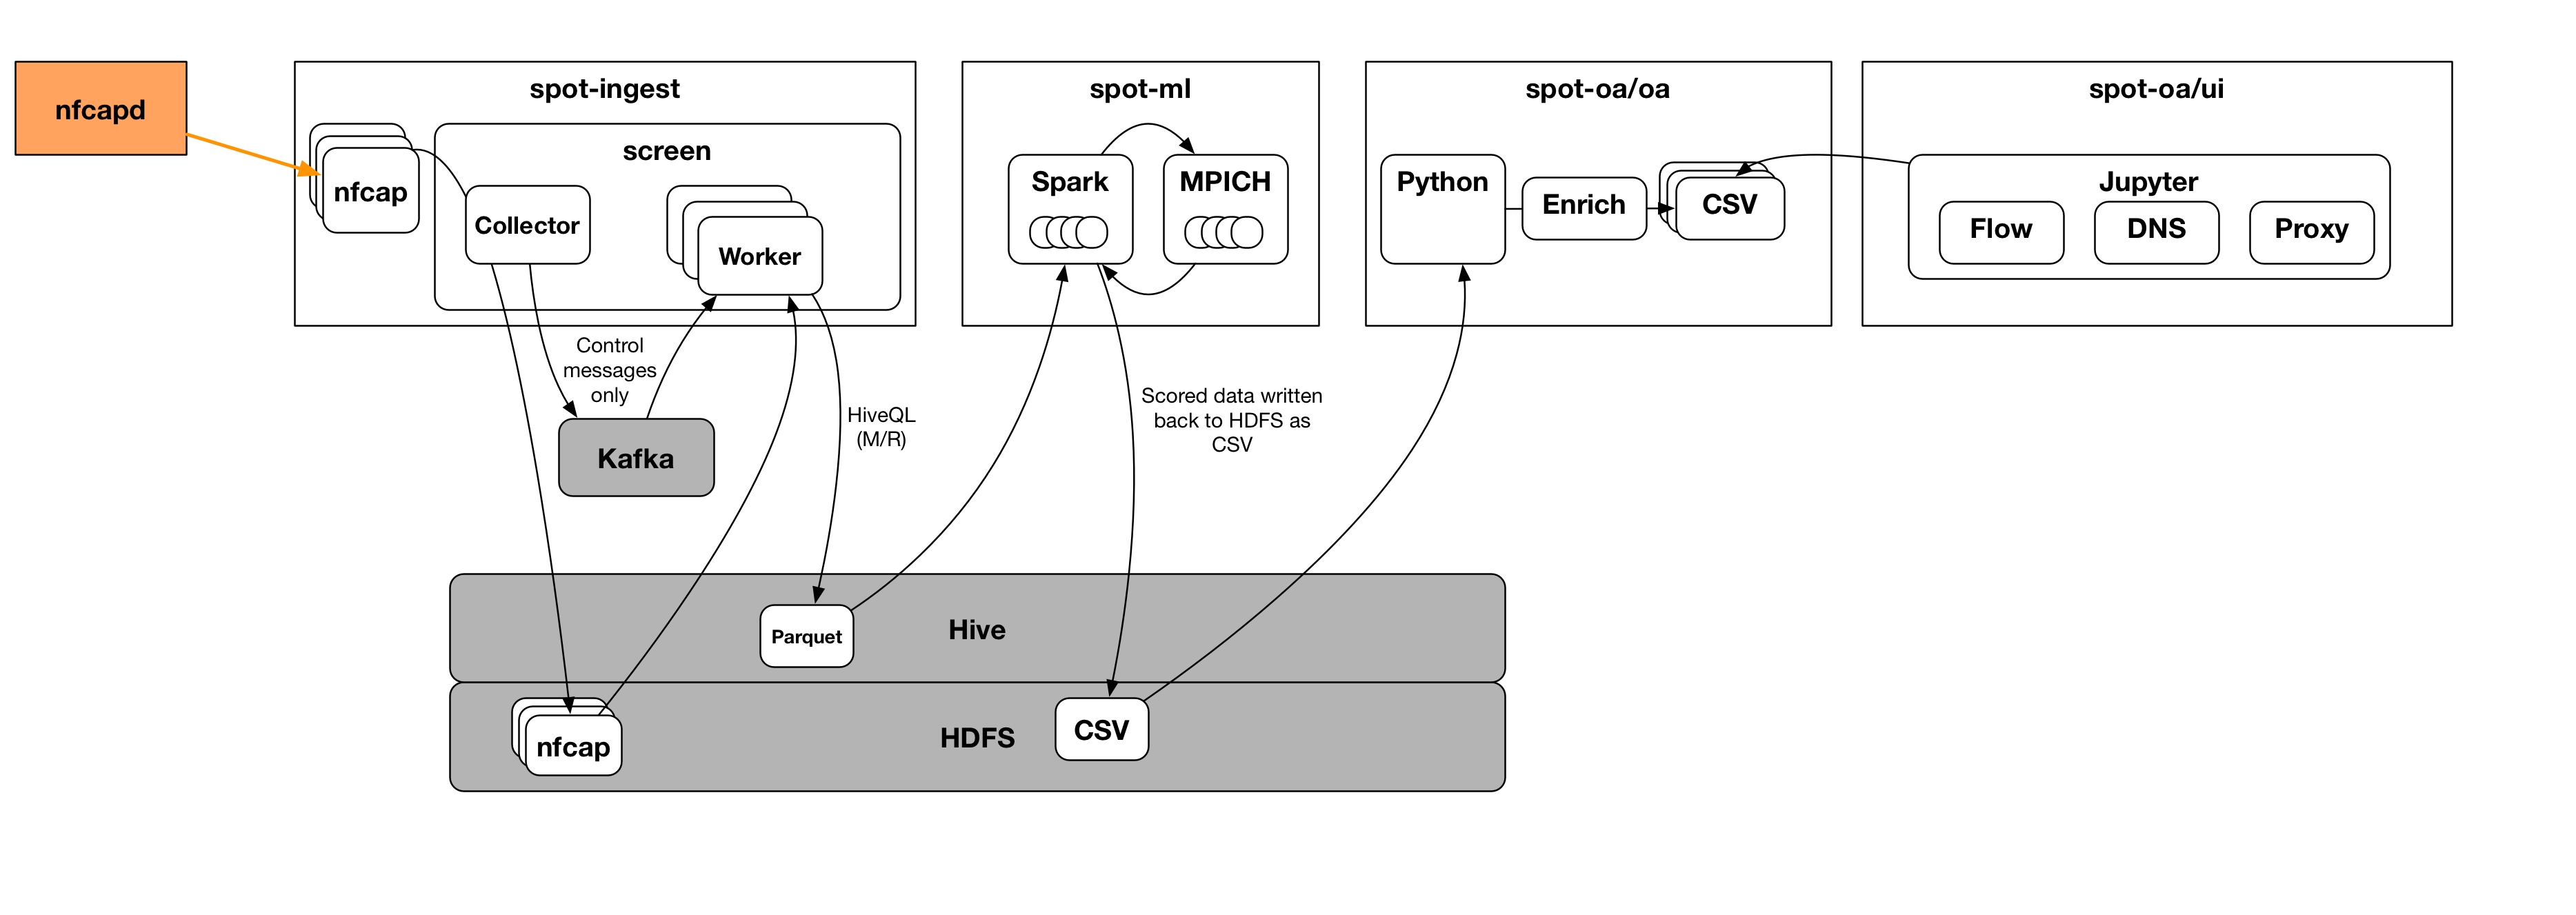 nfcapd
spot-ingest
nfcap
screen
Collector
Worker
spot-ml
Spark
MPICH
spot-oa/oa
Python
Enrich
CSV
spot-oa/ui
Jupyter
Flow
DNS
Proxy
Control
messages
only
Kafka
HiveQL
(M/R)
Scored data written
back to HDFS as
CSV
Parquet
Hive
nfcap
HDFS
CSV